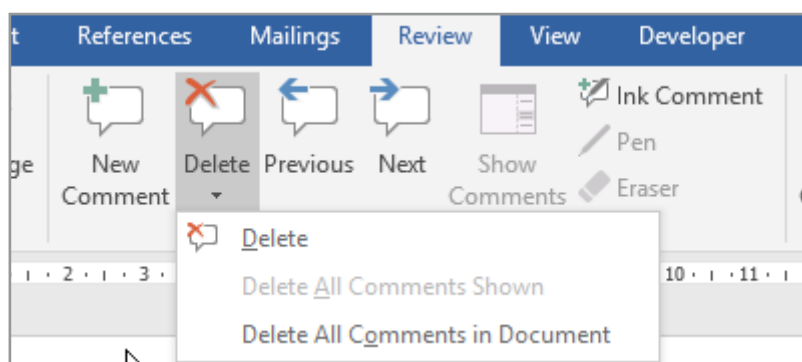 t References Mailings Review View Developer
ge New Comment Delete Previous Next Show Comments
Ink Comment
Pen
Eraser
Delete
Delete All Comments Shown
Delete All Comments in Document
2 3 10 11